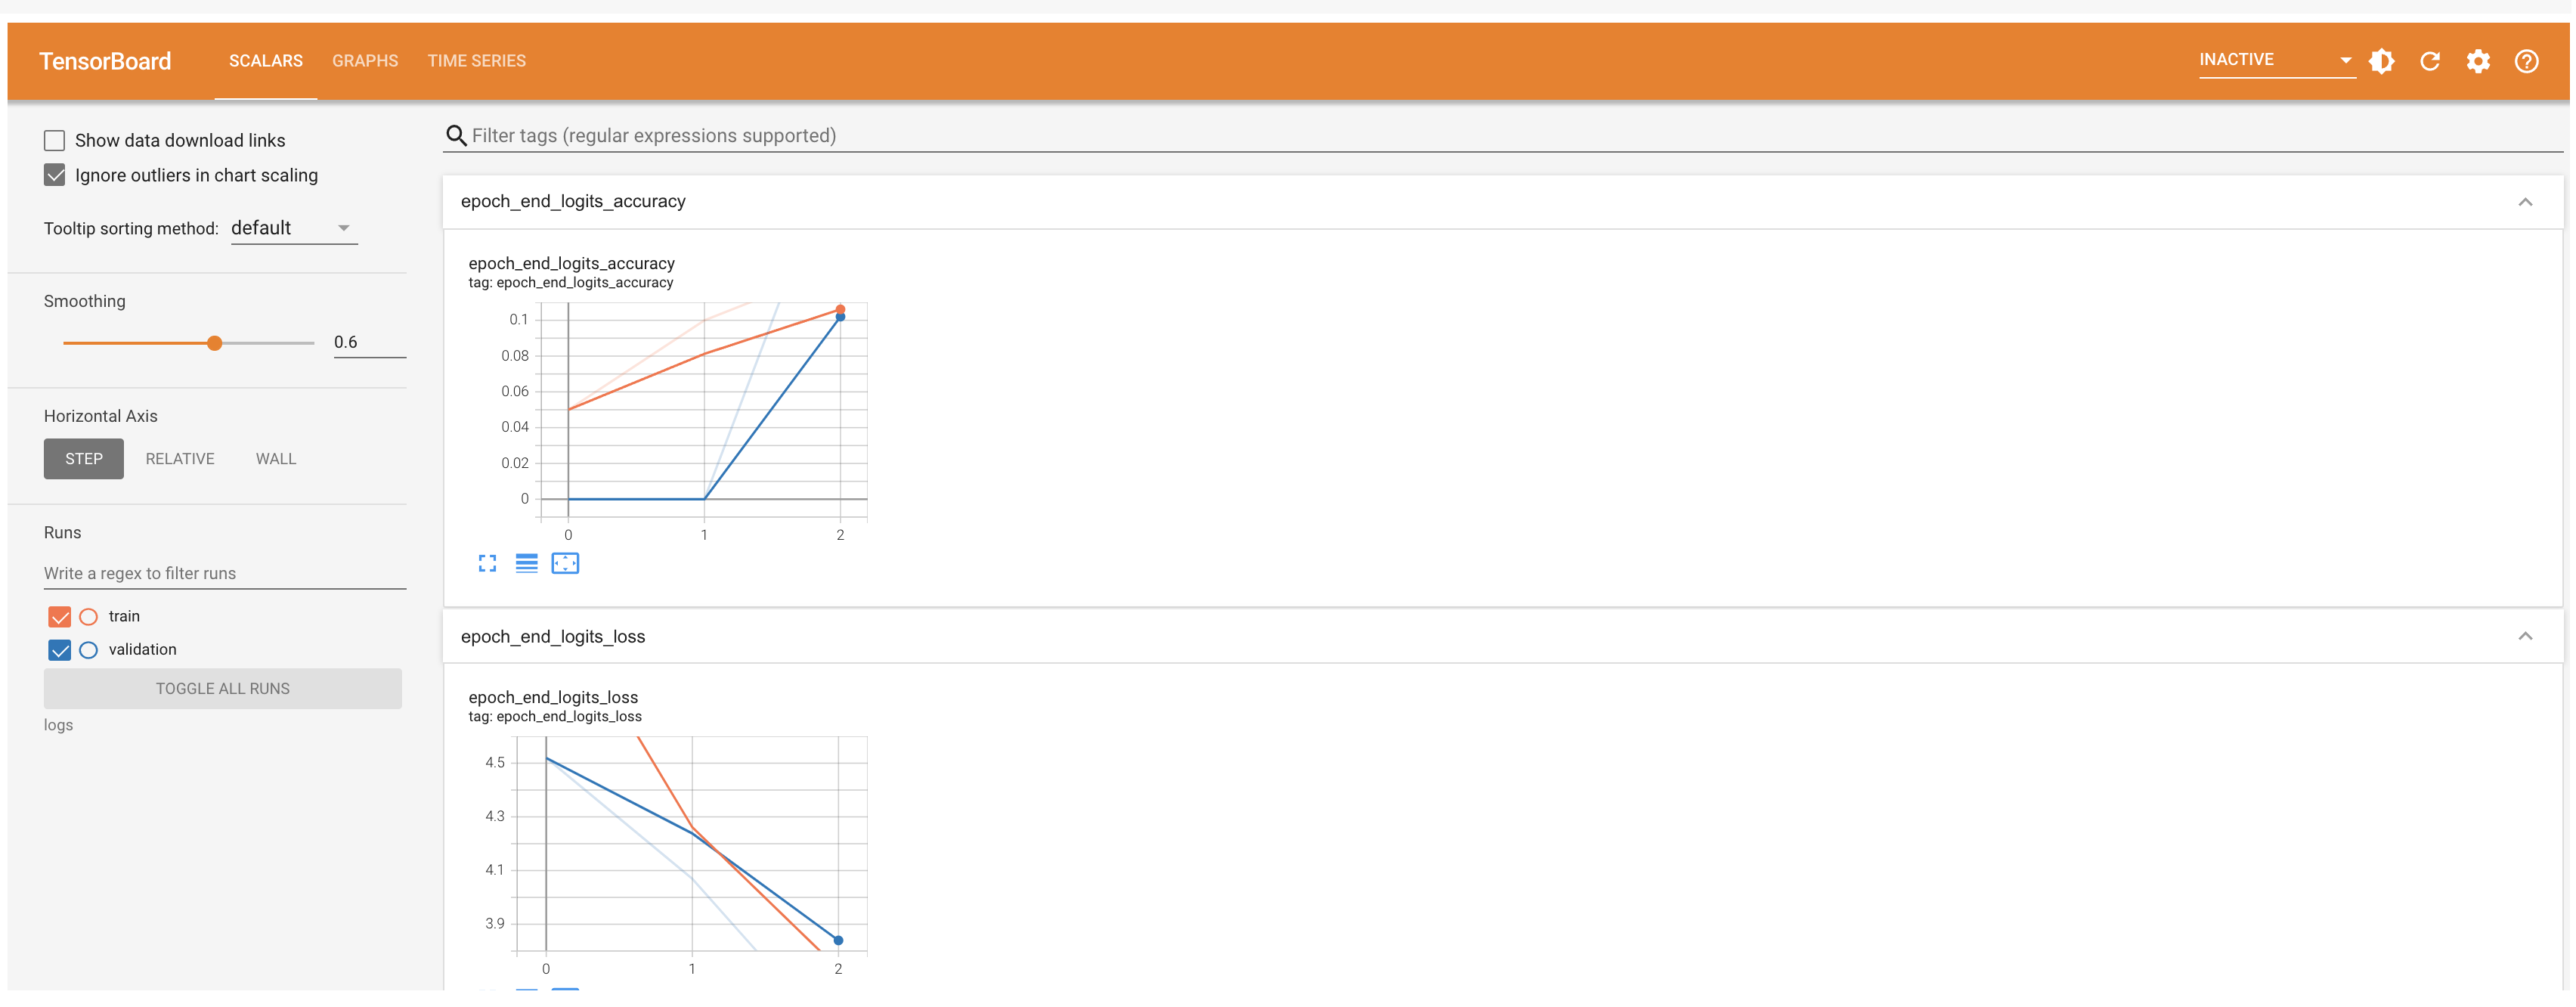 TensorBoard SCALARS GRAPHS TIME SERIES INACTIVE
Show data download links
Ignore outliers in chart scaling
Tooltip sorting method: default
Smoothing
0.6
Horizontal Axis
STEP RELATIVE WALL
Runs
Write a regex to filter runs
train
validation
TOGGLE ALL RUNS
logs
Filter tags (regular expressions supported)
epoch_end_logits_accuracy
epoch_end_logits_accuracy
tag: epoch_end_logits_accuracy
0.1
0.08
0.06
0.04
0.02
0
0 1 2
epoch_end_logits_loss
epoch_end_logits_loss
tag: epoch_end_logits_loss
4.5
4.3
4.1
3.9
0 1 2